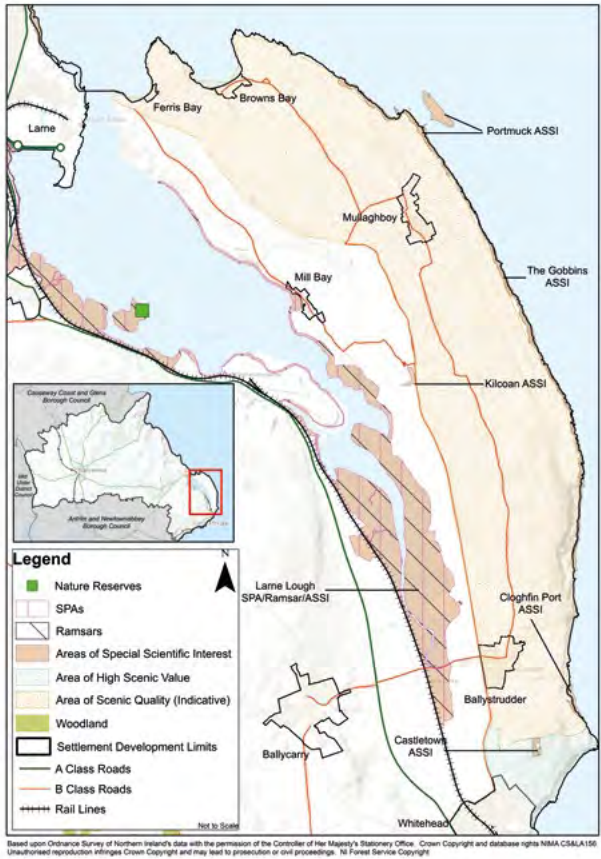 Ferris Bay
Browns Bay
Larne
Portmuck ASSI
Mullaghboy
The Gobbins
ASSI
Mill Bay
Kilcoan ASSI
Causeway Coast and Glens
Borough Council
Mid
Ulster
District
Council
Antrim and Newtownabbey
Borough Council
Legend
N
Nature Reserves
SPAs
Ramsars
Areas of Special Scientific Interest
Area of High Scenic Value
Area of Scenic Quality (Indicative)
Woodland
Settlement Development Limits
A Class Roads
B Class Roads
Rail Lines
Not to Scale
Larne Lough
SPA/Ramsar/ASSI
Cloghfin Port
ASSI
Ballystrudder
Ballycarry
Castletown
ASSI
Whitehead
Based upon Ordnance Survey of Northern Ireland's data with the permission of the Controller of Her Majesty's Stationery Office. Crown Copyright and database rights NIMA CS&LA156
Unauthorised reproduction infringes Crown Copyright and may lead to prosecution or civil proceedings. NI Forest Service Copyright